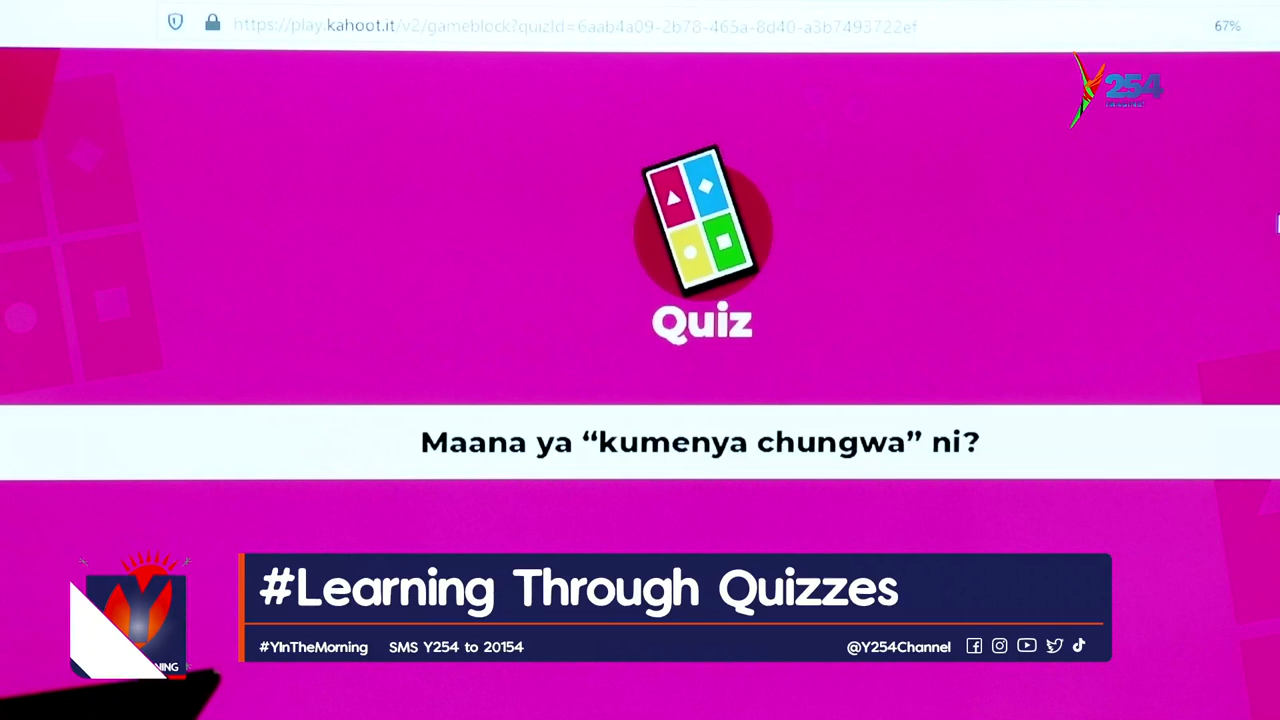 https://play.kahoot.it/v2/gameblock?quizId=6aab4a09-2b78-465a-8d40-a3b7493722ef
67%
254
Quiz
Maana ya “kumenya chungwa” ni?
#Learning Through Quizzes
#YInTheMorning SMS Y254 to 20154 @Y254Channel